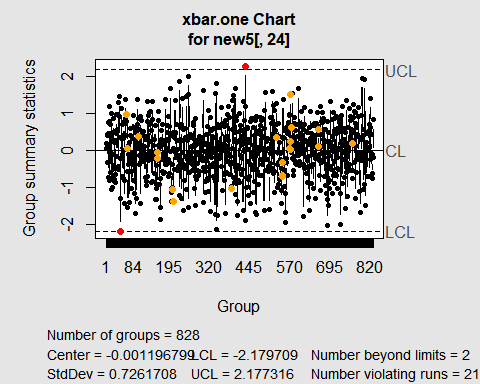 xbar.one Chart
for new5[, 24]
Group summary statistics
2
1
0
-1
-2
UCL
CL
LCL
1 84 195 320 445 570 695 820
Group
Number of groups = 828
Center = -0.001196799 LCL = -2.179709 Number beyond limits = 2
StdDev = 0.7261708 UCL = 2.177316 Number violating runs = 21